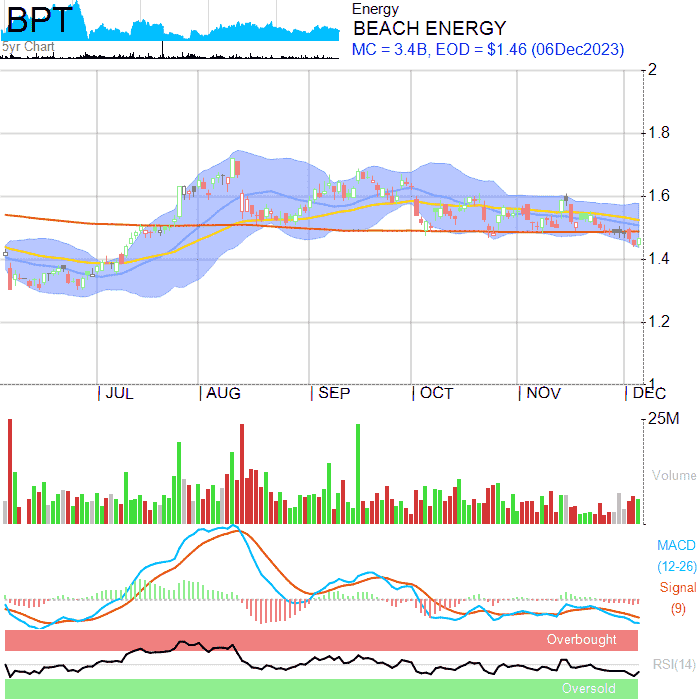 BPT
5yr Chart
Energy
BEACH ENERGY
MC = 3.4B, EOD = $1.46 (06Dec2023)
2
1.8
1.6
1.4
1.2
1
JUL AUG SEP OCT NOV DEC
25M
Volume
MACD
(12-26)
Signal
(9)
Overbought
RSI(14)
Oversold